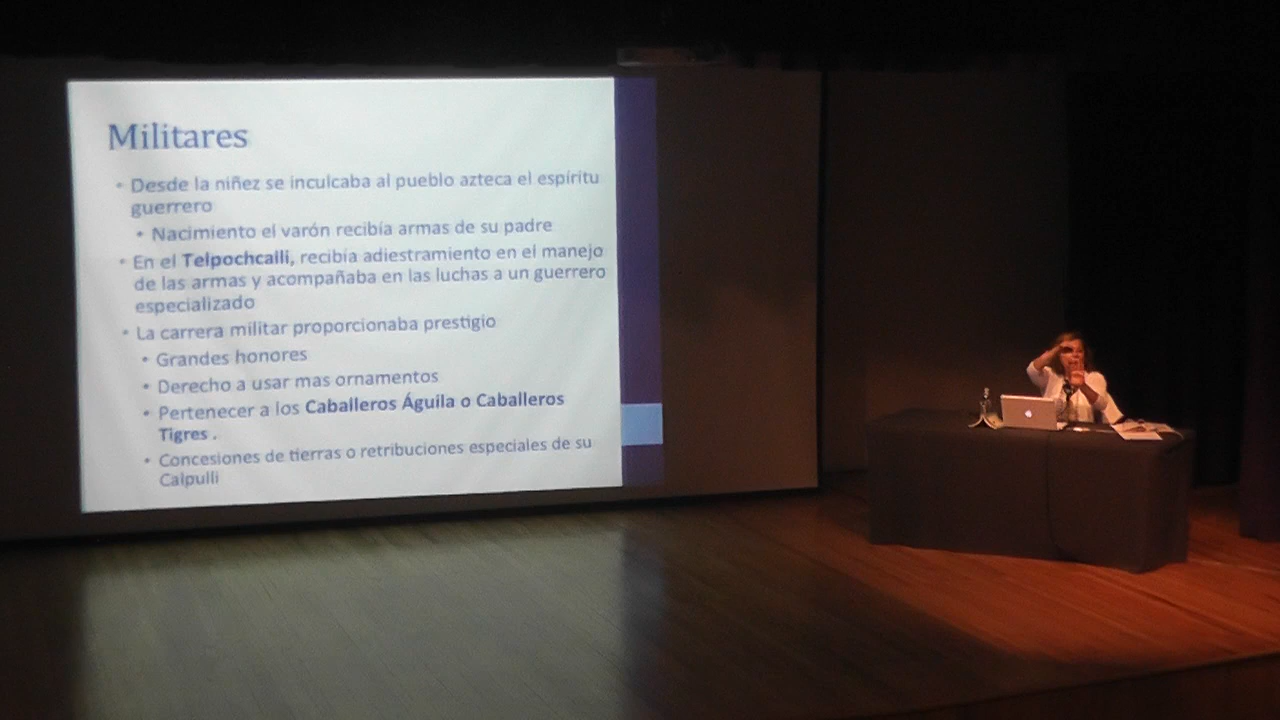 Militares
• Desde la niñez se inculcaba al pueblo azteca el espíritu
guerrero
• Nacimiento el varón recibía armas de su padre
• En el Telpochcalli, recibía adiestramiento en el manejo
de las armas y acompañaba en las luchas a un guerrero
especializado
• La carrera militar proporcionaba prestigio
• Grandes honores
• Derecho a usar mas ornamentos
• Pertenecer a los Caballeros Águila o Caballeros
Tigres .
• Concesiones de tierras o retribuciones especiales de su
Calpulli